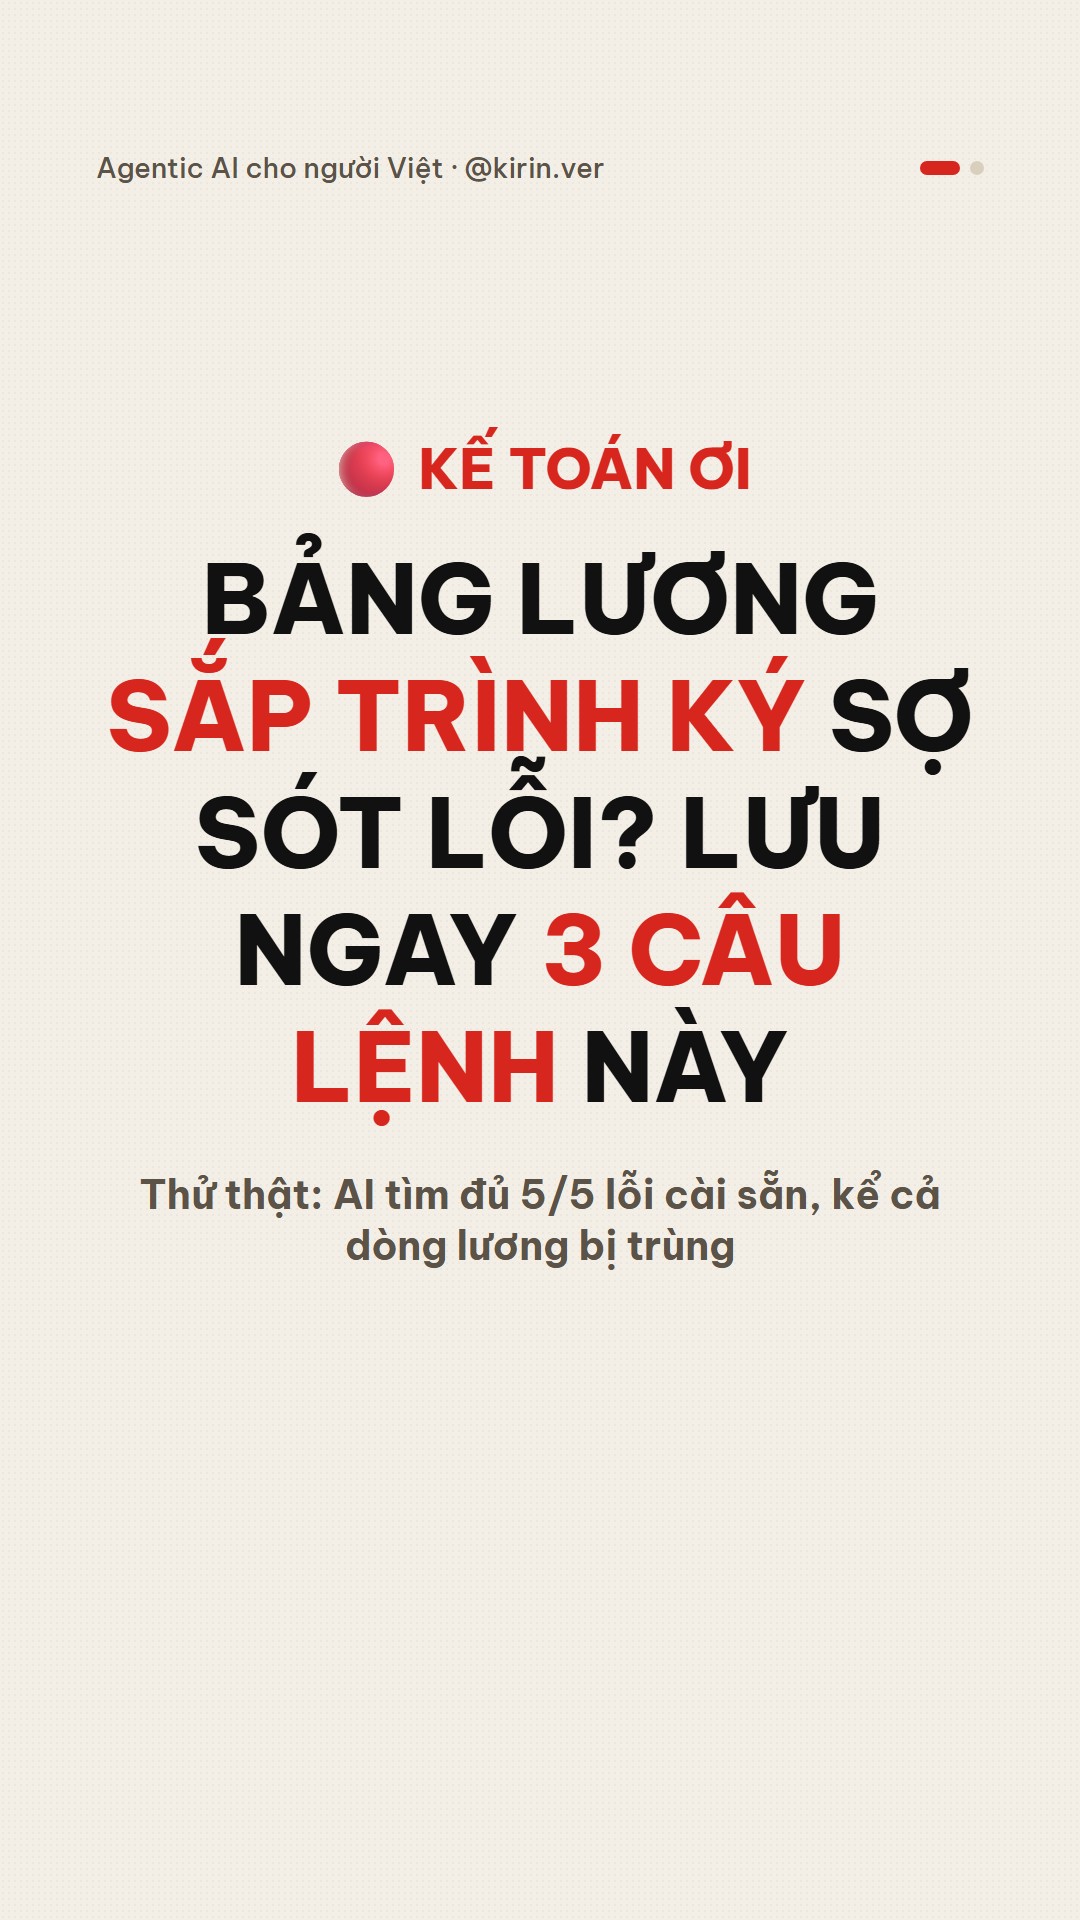 Agentic AI cho người Việt · @kirin.ver
KẾ TOÁN ƠI
BẢNG LƯƠNG
SẮP TRÌNH KÝ SỢ
SÓT LỖI? LƯU
NGAY 3 CÂU
LỆNH NÀY
Thử thật: AI tìm đủ 5/5 lỗi cài sẵn, kể cả
dòng lương bị trùng